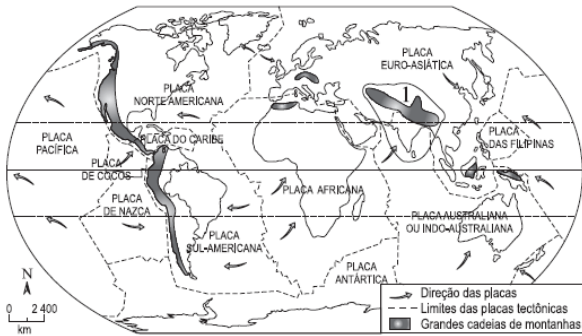 PLACA
EURO-ASIÁTICA
1
PLACA
NORTE AMERICANA
PLACA DO CARIBE
PLACA
PACÍFICA
PLACA
DE COCOS
PLACA
DAS FILIPINAS
PLACA AFRICANA
PLACA
DE NAZCA
PLACA
SUL-AMERICANA
PLACA AUSTRALIANA
OU INDO-AUSTRALIANA
PLACA
ANTÁRTICA
N
0 2 400
km
Direção das placas
Limites das placas tectônicas
Grandes cadeias de montanhas